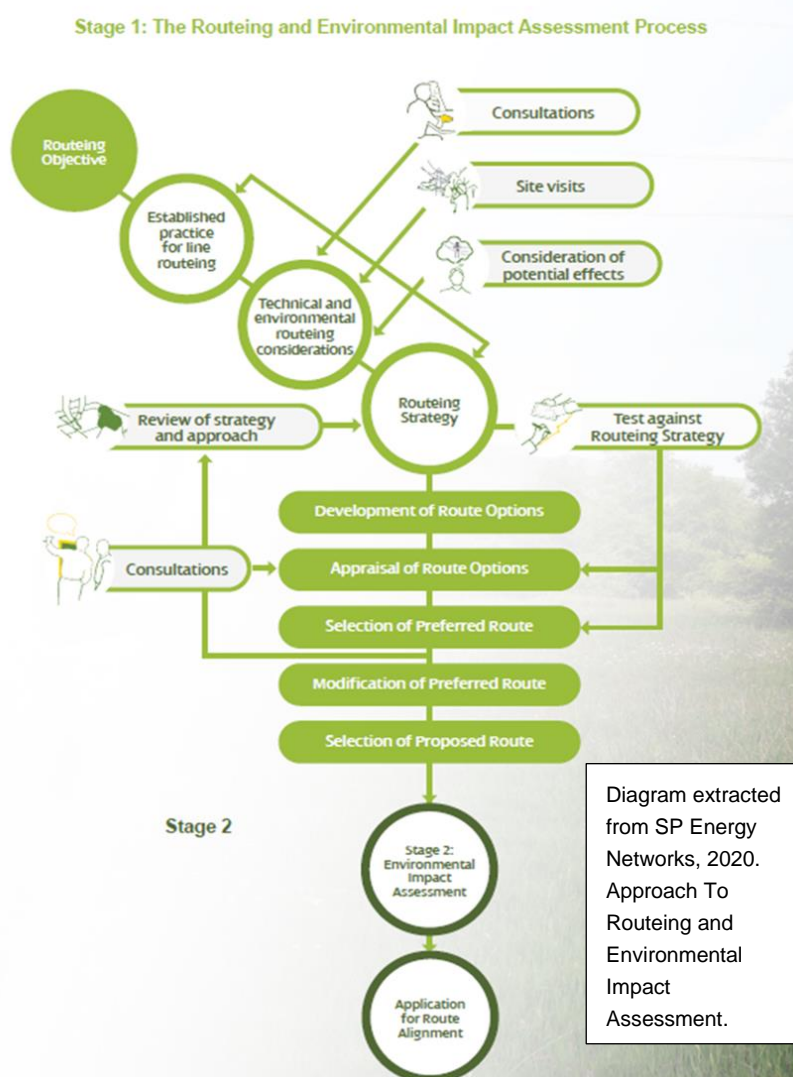 Stage 1: The Routeing and Environmental Impact Assessment Process
Routeing
Objective
Consultations
Established
practice
for line
routeing
Site visits
Technical and
environmental
routeing
considerations
Consideration of
potential effects
Routeing
Strategy
Review of strategy
and approach
Test against
Routeing Strategy
Development of Route Options
Consultations
Appraisal of Route Options
Selection of Preferred Route
Modification of Preferred Route
Selection of Proposed Route
Stage 2
Stage 2:
Environmental
Impact
Assessment
Application
for Route
Alignment
Diagram extracted
from SP Energy
Networks, 2020.
Approach To
Routeing and
Environmental
Impact
Assessment.